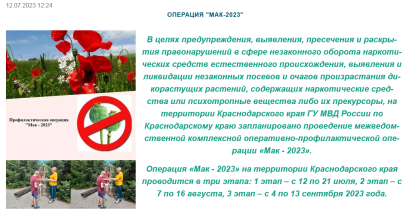 12.07.2023 12:24
ОПЕРАЦИЯ "МАК-2023"
В целях предупреждения, выявления, пресечения и раскры-
тия правонарушений в сфере незаконного оборота наркоти-
ческих средств естественного происхождения, выявления и
ликвидации незаконных посевов и очагов произрастания ди-
корастущих растений, содержащих наркотические сред-
ства или психотропные вещества либо их прекурсоры, на
территории Краснодарского края ГУ МВД России по
Краснодарскому краю запланировано проведение межведом-
ственной комплексной оперативно-профилактической опе-
рации «Мак - 2023».
Профилактическая операция
"Мак - 2023"
Операция «Мак - 2023» на территории Краснодарского края
проводится в три этапа: 1 этап – с 12 по 21 июля, 2 этап – с
7 по 16 августа, 3 этап – с 4 по 13 сентября 2023 года.